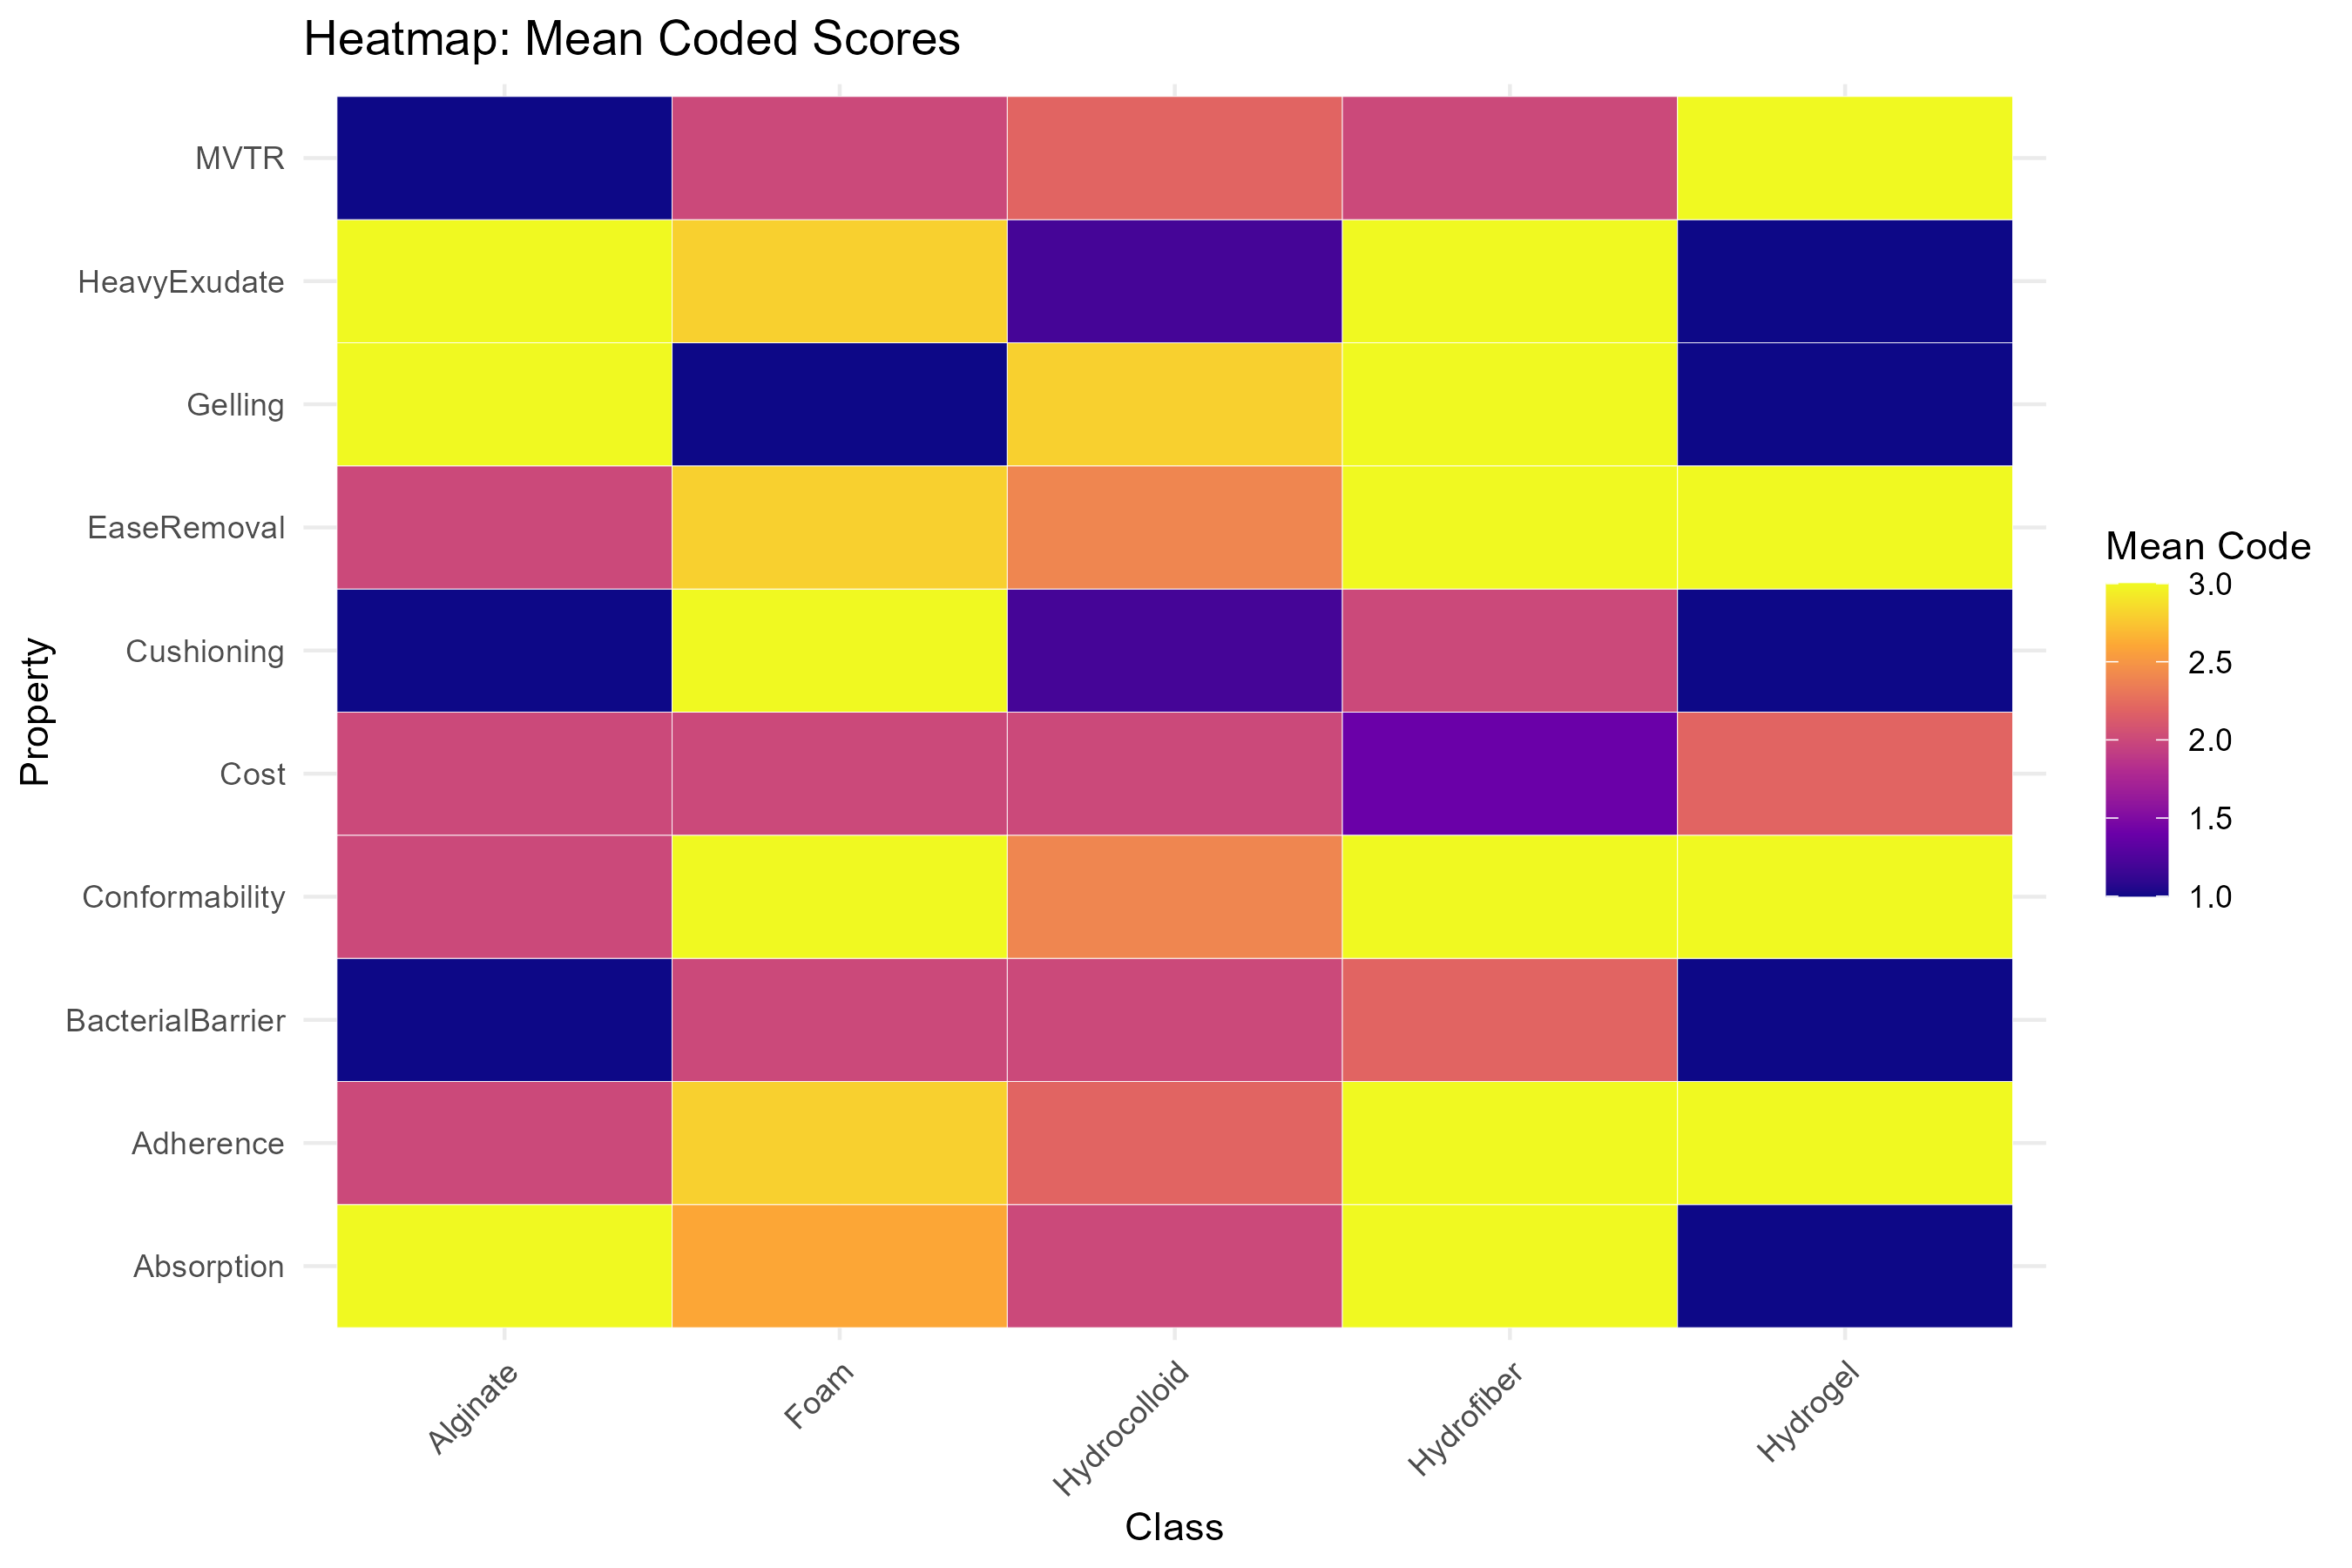 Heatmap: Mean Coded Scores
MVTR
HeavyExudate
Gelling
EaseRemoval
Cushioning
Cost
Conformability
BacterialBarrier
Adherence
Absorption
Property
Alginate
Foam
Hydrocolloid
Hydrofiber
Hydrogel
Class
Mean Code
3.0
2.5
2.0
1.5
1.0